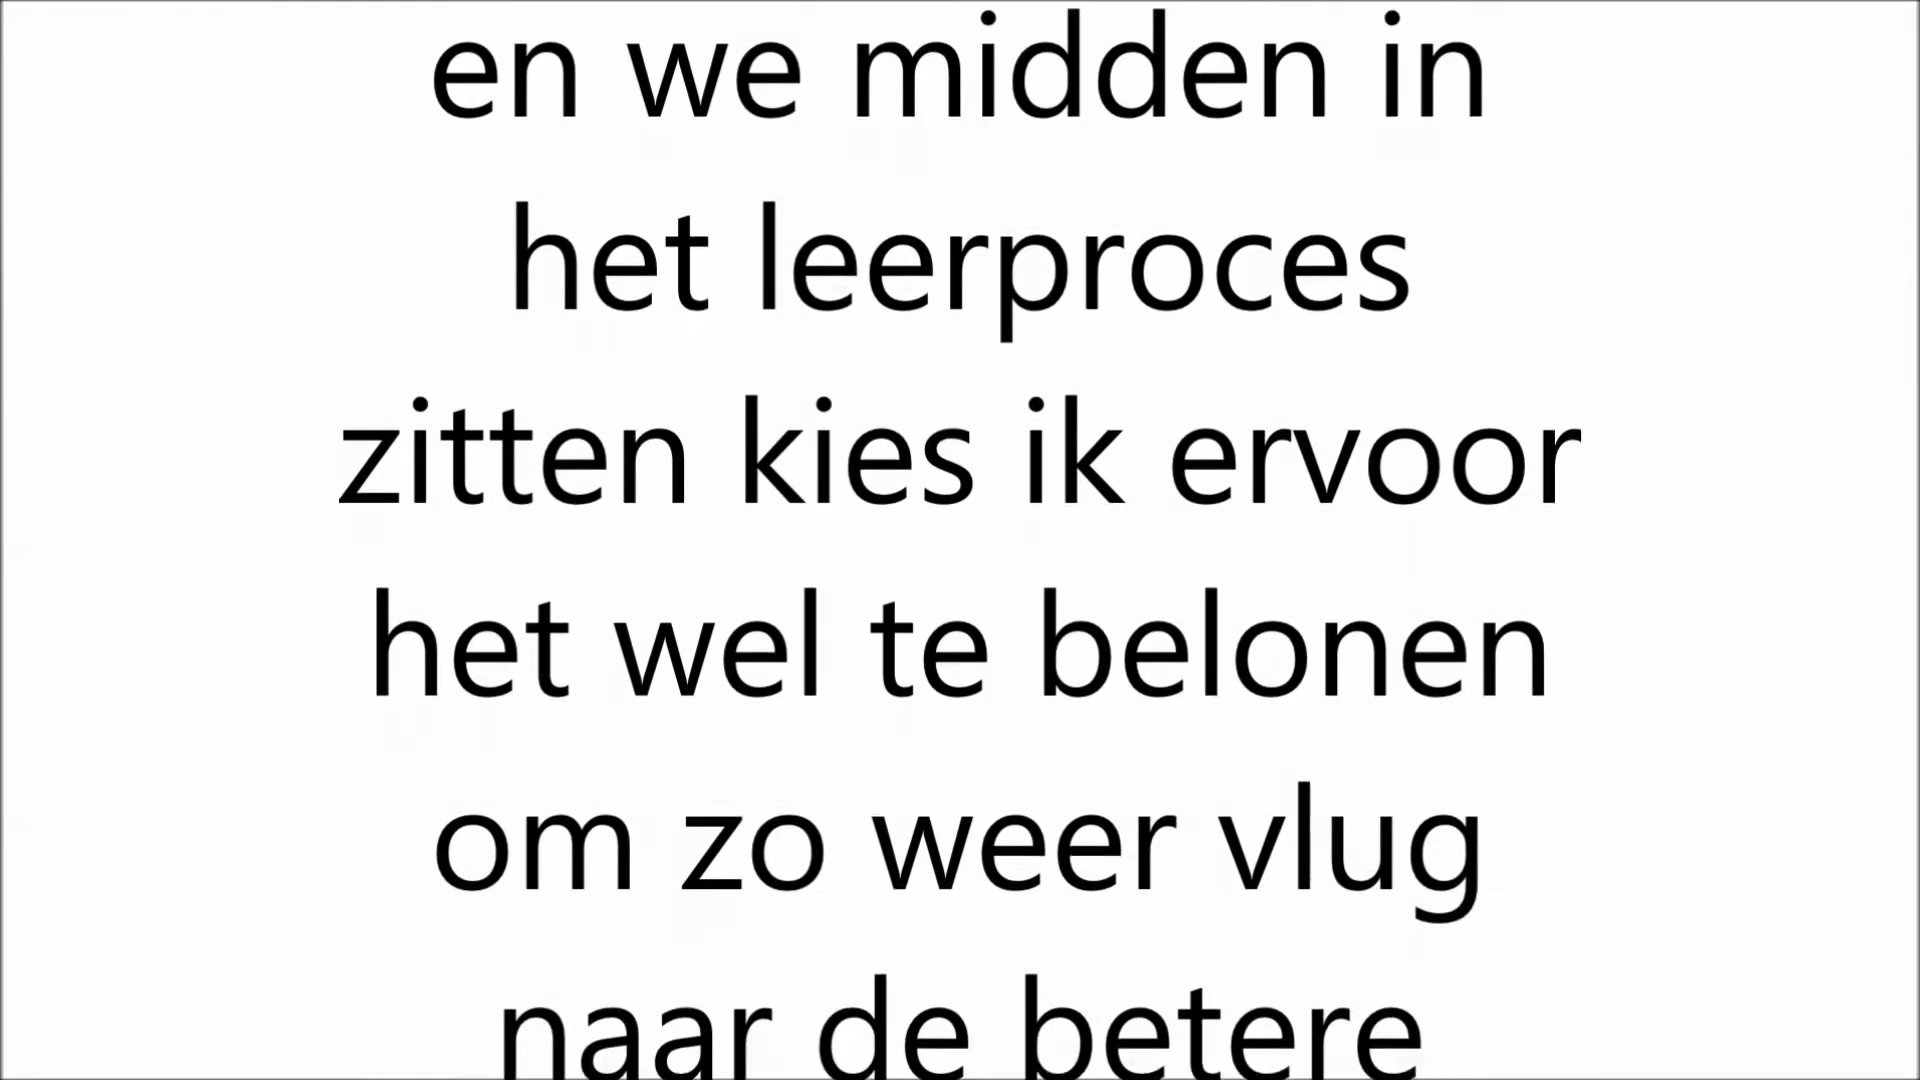 en we midden in
het leerproces
zitten kies ik ervoor
het wel te belonen
om zo weer vlug
naar de betere